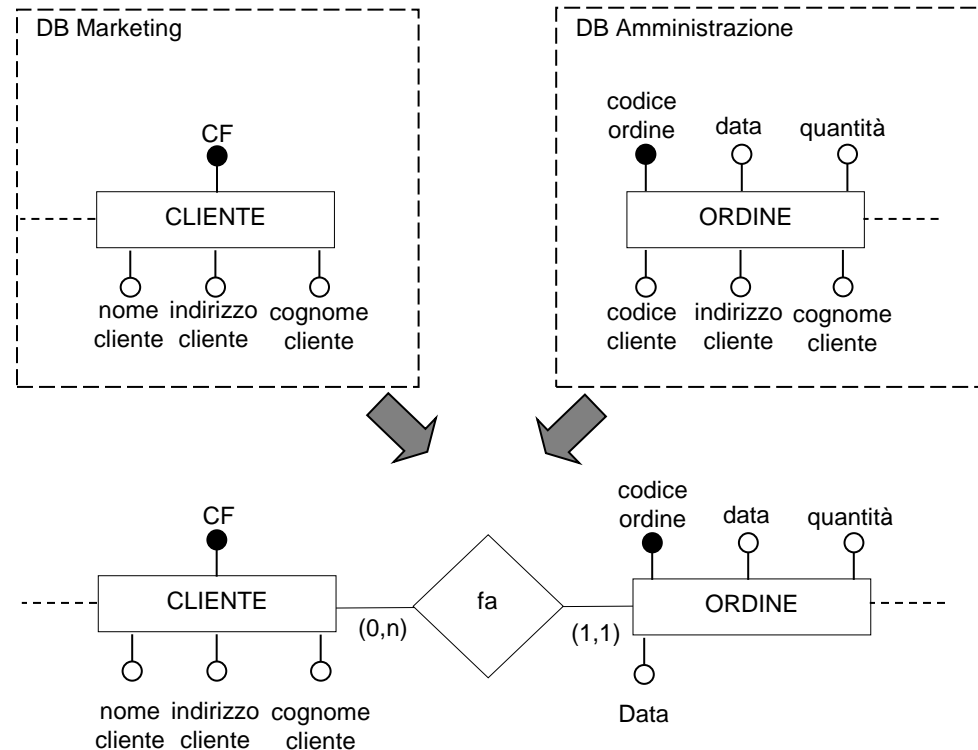 DB Marketing
DB Amministrazione
codice
ordine
data
quantità
CF
CLIENTE
ORDINE
nome
cliente
indirizzo
cliente
cognome
cliente
codice
cliente
indirizzo
cliente
cognome
cliente
CF
codice
ordine
data
quantità
CLIENTE
fa
ORDINE
(0,n)
(1,1)
nome
cliente
indirizzo
cliente
cognome
cliente
Data